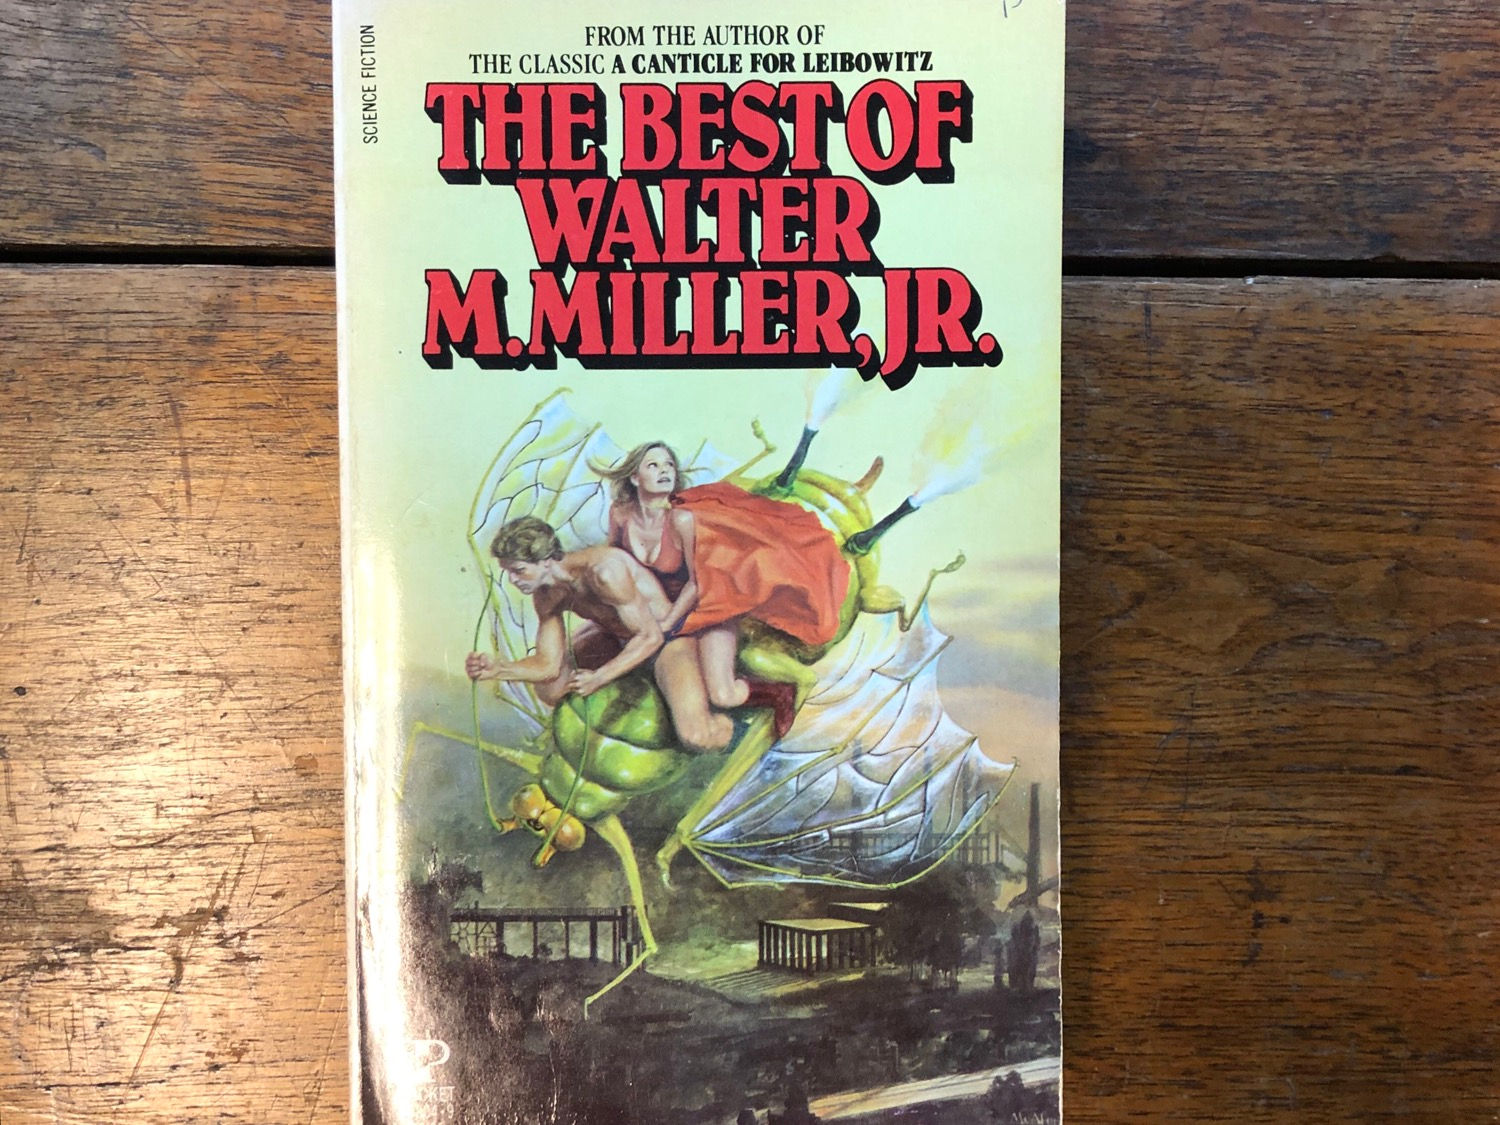 SCIENCE FICTION
FROM THE AUTHOR OF
THE CLASSIC A CANTICLE FOR LEIBOWITZ
THE BEST OF
WALTER
M. MILLER, JR.
P